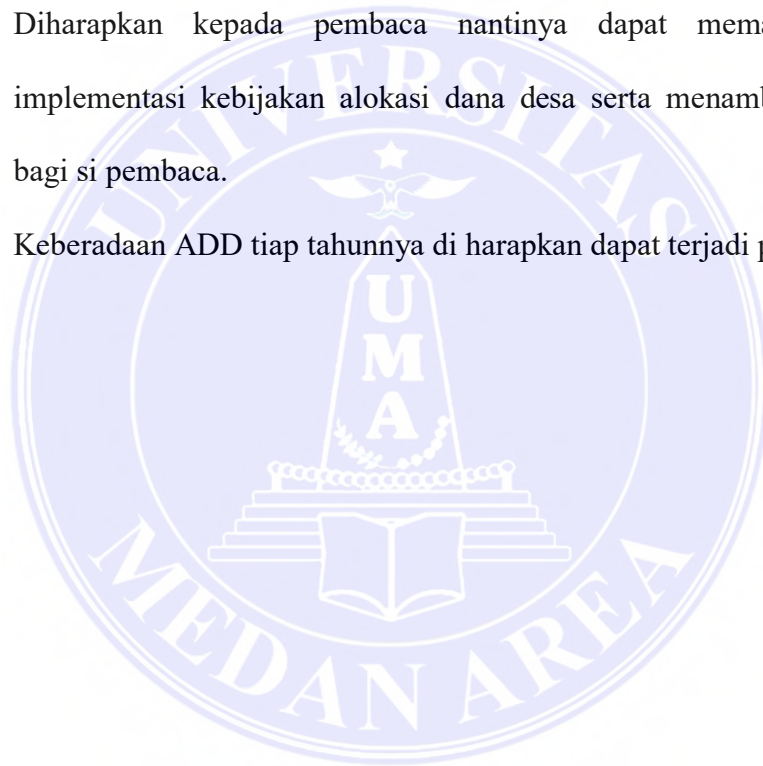 Diharapkan kepada pembaca nantinya dapat
implementasi kebijakan alokasi dana desa serta
bagi si pembaca.
Keberadaan ADD tiap tahunnya di harapkan dapat terjadi
UNIVERSITAS
UMA
MEDAN AREA